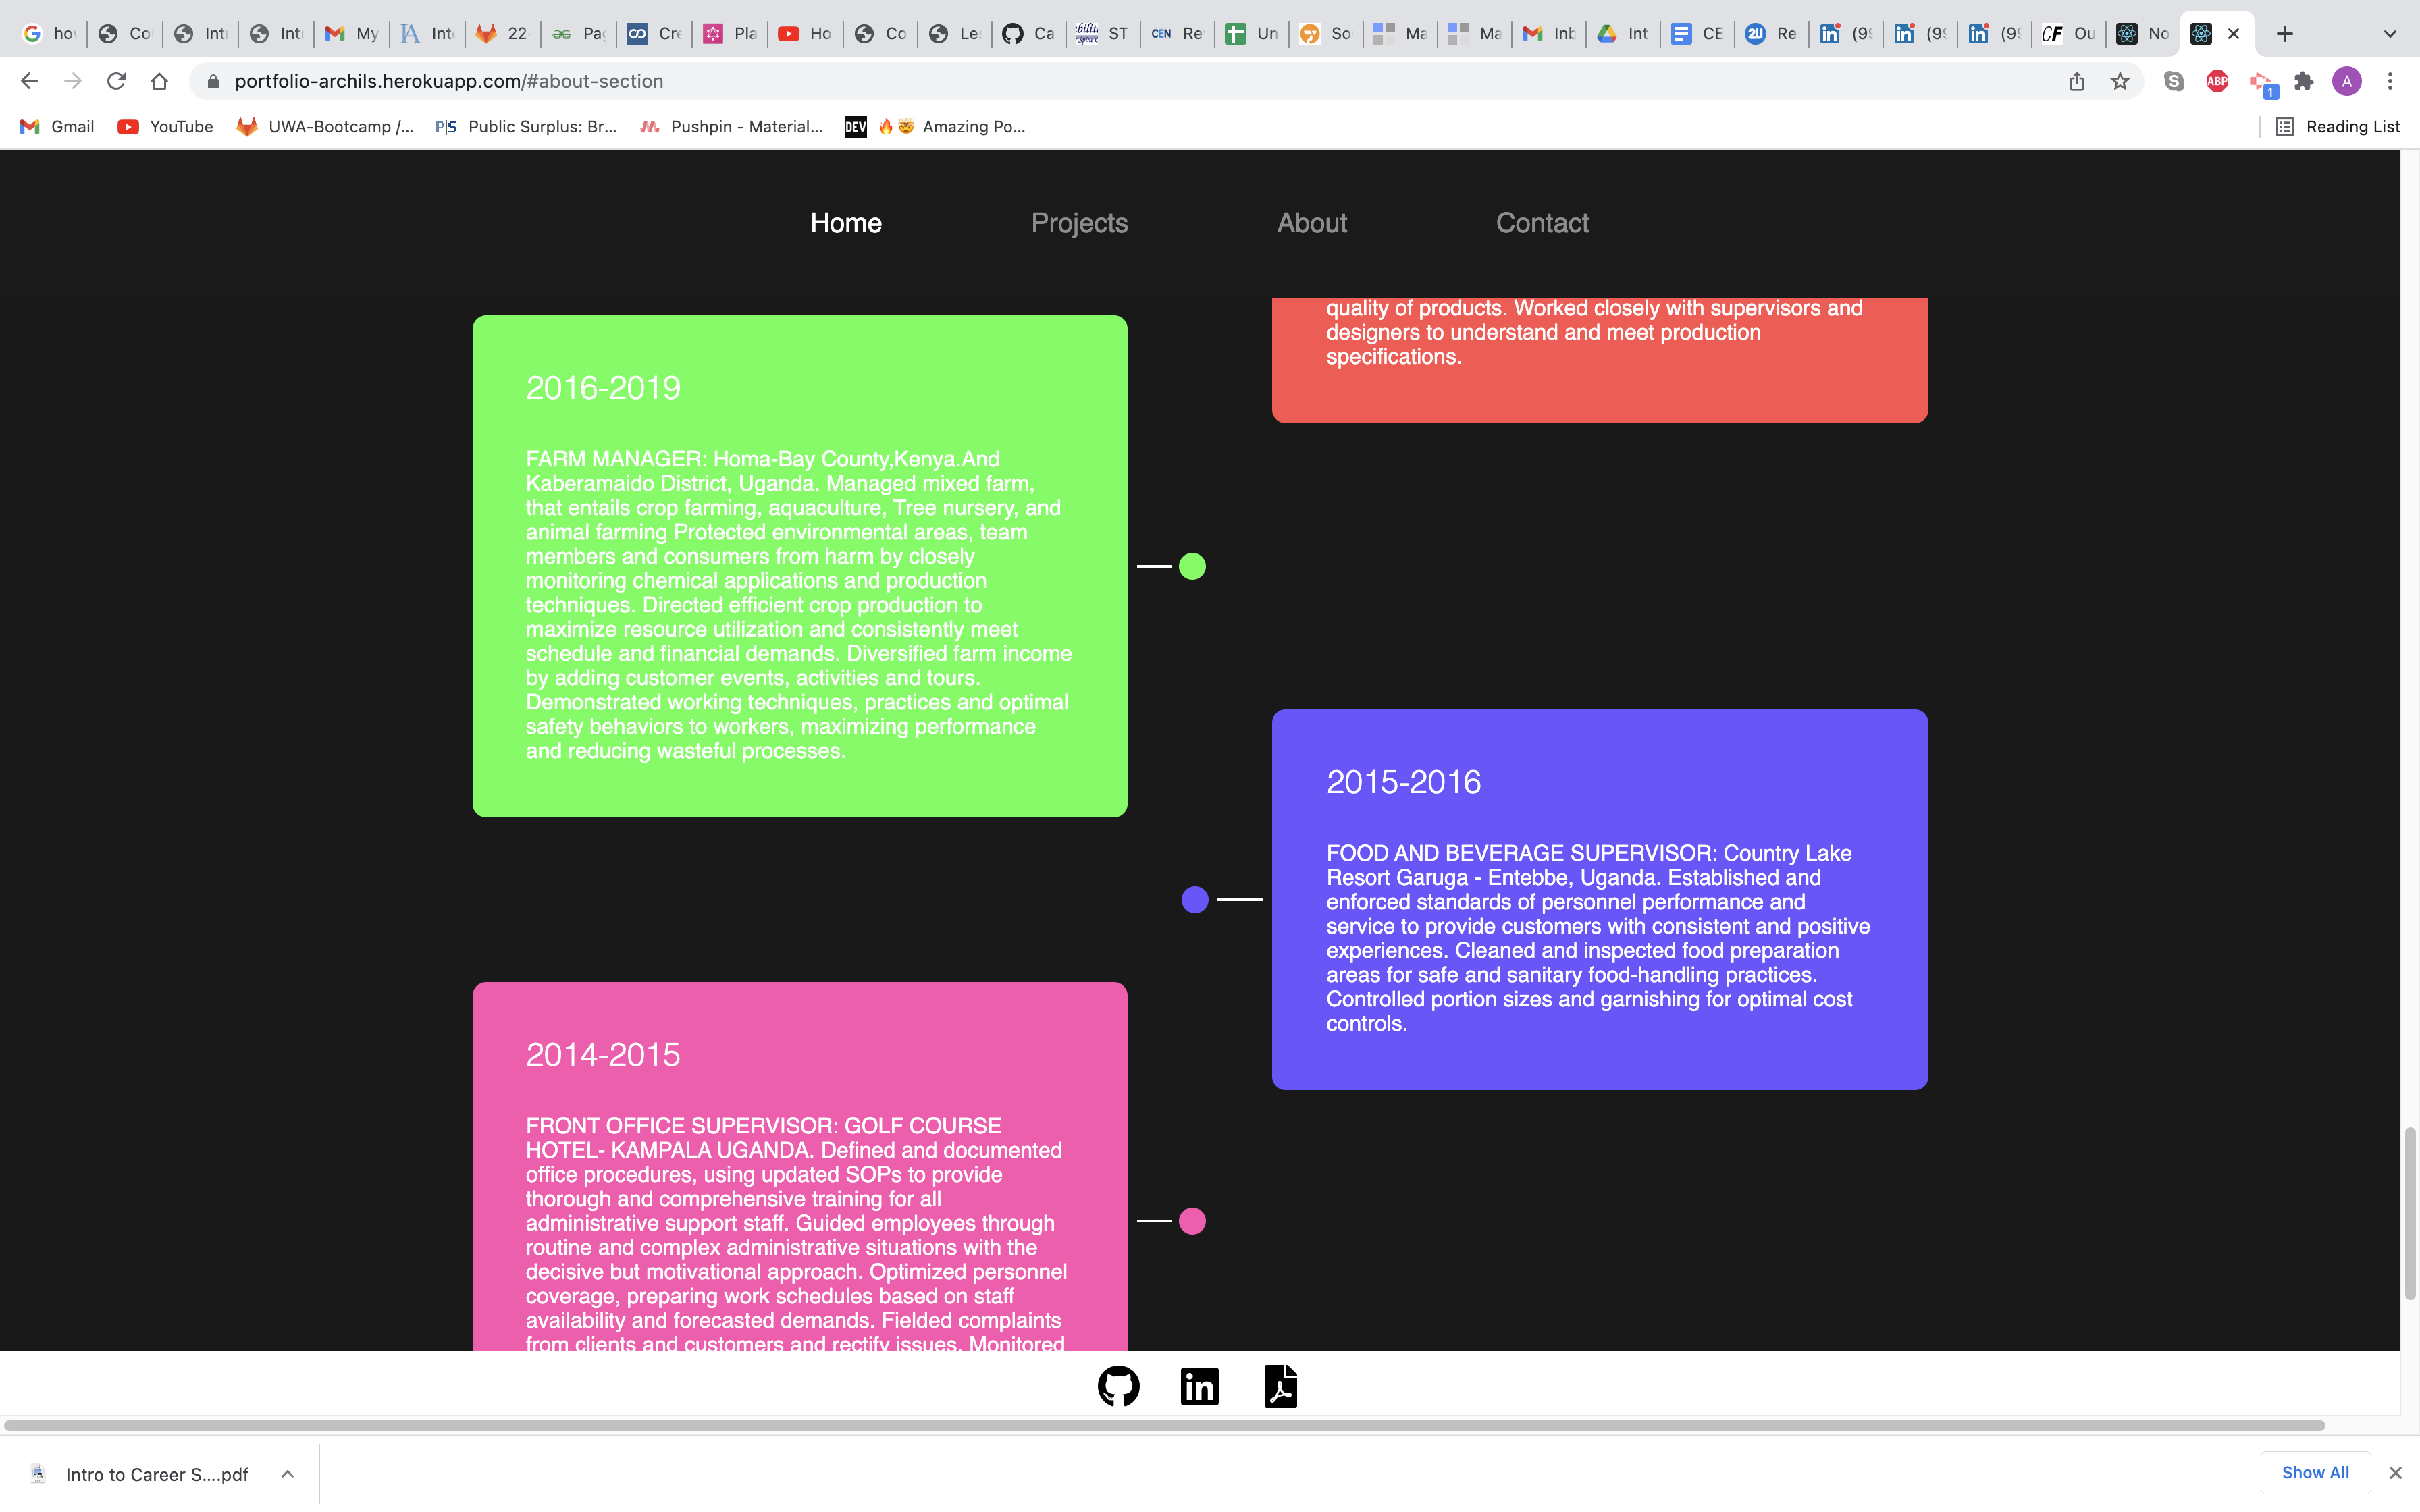 ho
Co
Int
Int
My
Int
22
Pa
Cr
Pla
Ho
Co
Le
Ca
ST
CEN Re
Un
So
Ma
Ma
Inb
Int
CE
2U Re
in (9
in (9
in (9
CF Ou
No
portfolio-archils.herokuapp.com/#about-section
ABP
1
A
Gmail
YouTube
UWA-Bootcamp /...
P|S Public Surplus: Br...
Pushpin - Material...
DEV 🔥🤯 Amazing Po...
Reading List
Home
Projects
About
Contact
quality of products. Worked closely with supervisors and
designers to understand and meet production
specifications.
2016-2019
FARM MANAGER: Homa-Bay County,Kenya.And
Kaberamaido District, Uganda. Managed mixed farm,
that entails crop farming, aquaculture, Tree nursery, and
animal farming Protected environmental areas, team
members and consumers from harm by closely
monitoring chemical applications and production
techniques. Directed efficient crop production to
maximize resource utilization and consistently meet
schedule and financial demands. Diversified farm income
by adding customer events, activities and tours.
Demonstrated working techniques, practices and optimal
safety behaviors to workers, maximizing performance
and reducing wasteful processes.
2015-2016
FOOD AND BEVERAGE SUPERVISOR: Country Lake
Resort Garuga - Entebbe, Uganda. Established and
enforced standards of personnel performance and
service to provide customers with consistent and positive
experiences. Cleaned and inspected food preparation
areas for safe and sanitary food-handling practices.
Controlled portion sizes and garnishing for optimal cost
controls.
2014-2015
FRONT OFFICE SUPERVISOR: GOLF COURSE
HOTEL- KAMPALA UGANDA. Defined and documented
office procedures, using updated SOPs to provide
thorough and comprehensive training for all
administrative support staff. Guided employees through
routine and complex administrative situations with the
decisive but motivational approach. Optimized personnel
coverage, preparing work schedules based on staff
availability and forecasted demands. Fielded complaints
from clients and customers and rectify issues. Monitored
in
Intro to Career S....pdf
Show All